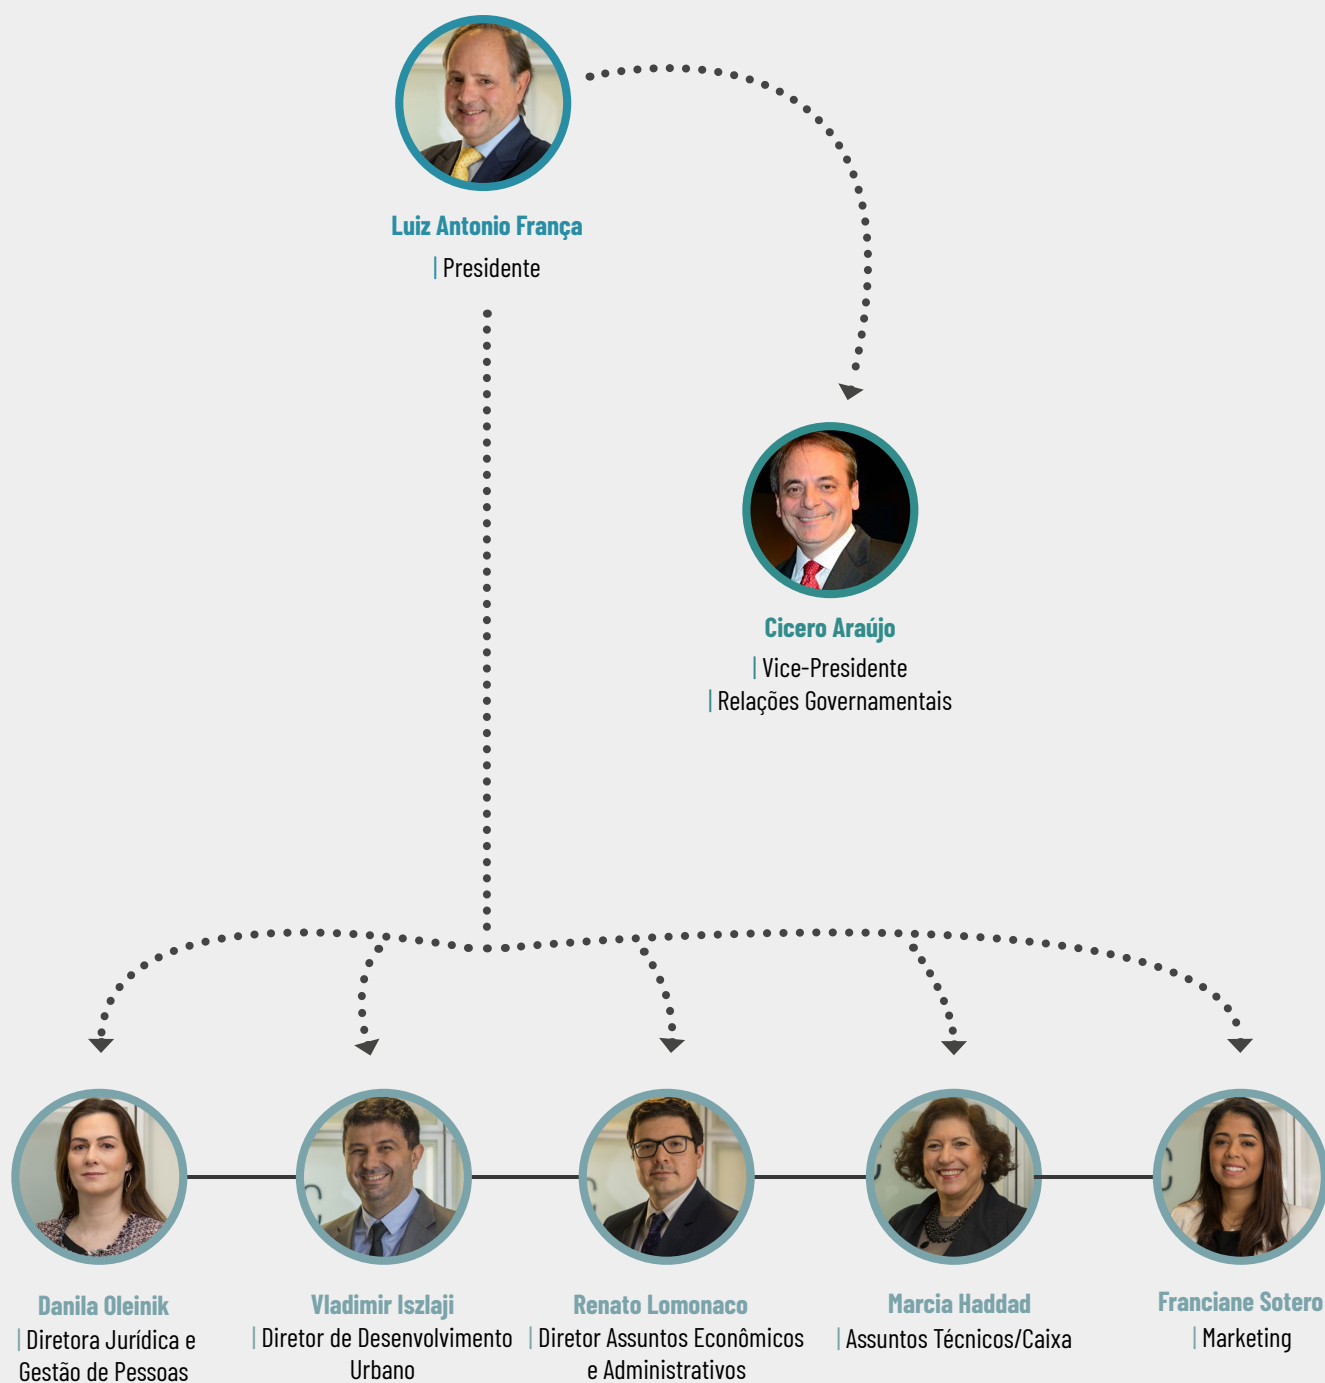 Luiz Antonio França
| Presidente
Cicero Araújo
| Vice-Presidente
| Relações Governamentais
Danila Oleinik
| Diretora Jurídica e
Gestão de Pessoas
Vladimir Iszlaji
| Diretor de Desenvolvimento
Urbano
Renato Lomonaco
| Diretor Assuntos Econômicos
e Administrativos
Marcia Haddad
| Assuntos Técnicos/Caixa
Franciane Sotero
| Marketing